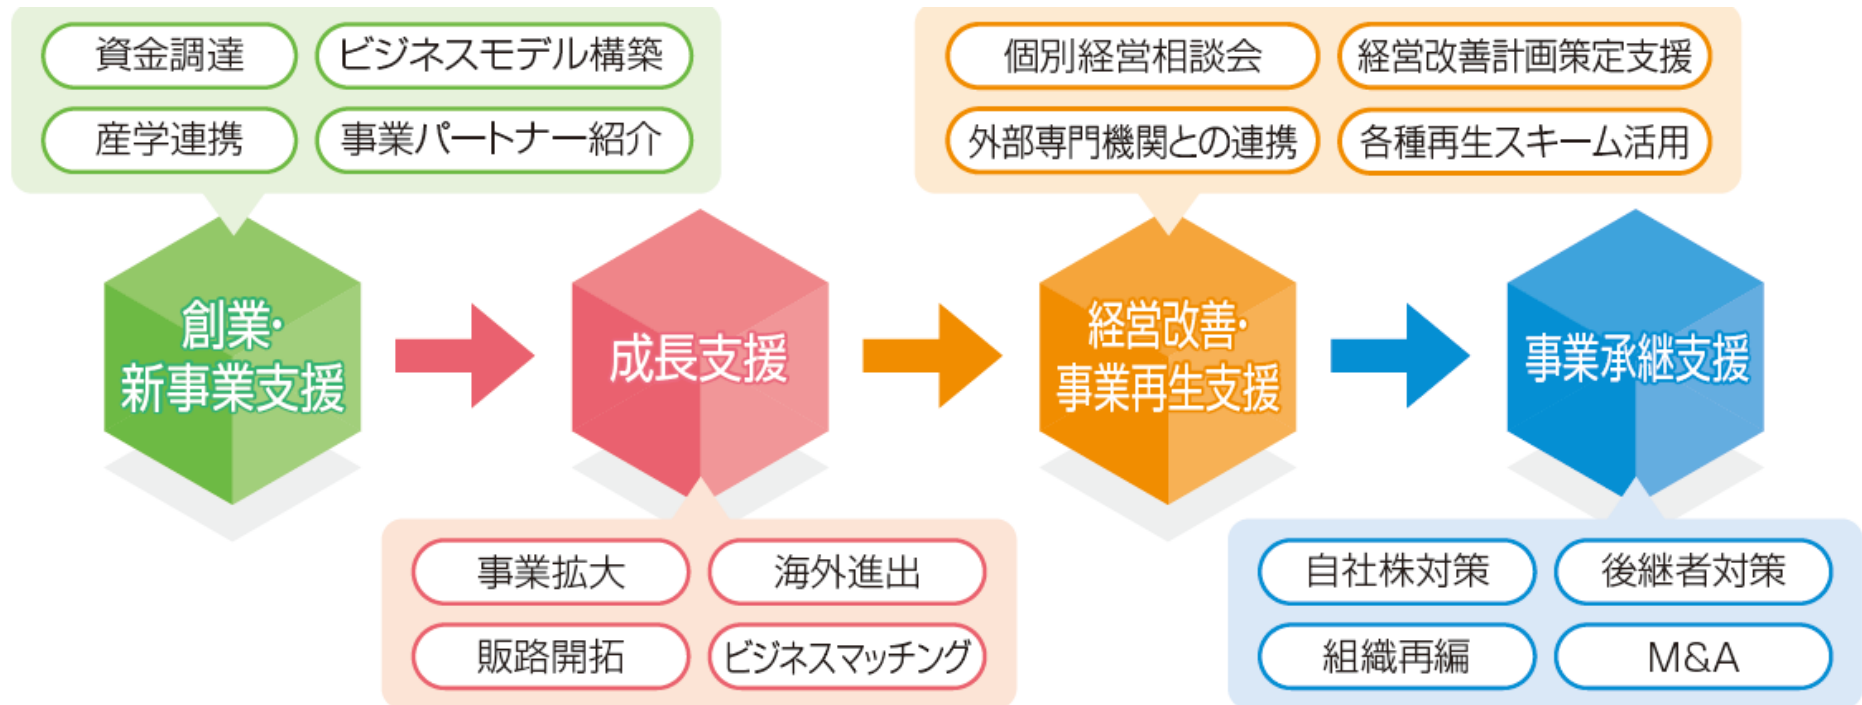 資金調達
ビジネスモデル構築
産学連携
事業パートナー紹介
創業・
新事業支援
成長支援
事業拡大
海外進出
販路開拓
ビジネスマッチング
個別経営相談会
経営改善計画策定支援
外部専門機関との連携
各種再生スキーム活用
経営改善・
事業再生支援
事業承継支援
自社株対策
後継者対策
組織再編
M&A